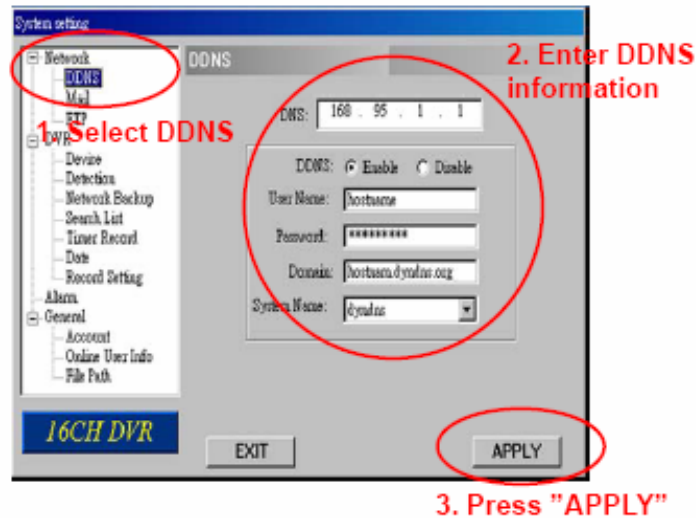 System setting
Network
DDNS
Mail
FTP
1. Select DDNS
DVR
Device
Detection
Network Backup
Search List
Timer Record
Date
Record Setting
Alarm
General
Account
Online User Info
File Path
16CH DVR
DDNS
2. Enter DDNS
information
DNS: 168 . 95 . 1 . 1
DDNS: Enable Disable
User Name: hostname
Password: *********
Domain: hostnam.dyndns.org
System Name: dyndns
EXIT
APPLY
3. Press "APPLY"